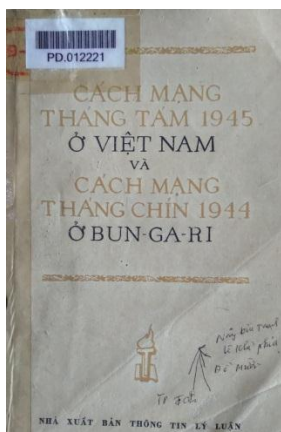 PD.012221
CÁCH MẠNG
THÁNG TÁM 1945
Ở VIỆT NAM
VÀ
CÁCH MẠNG
THÁNG CHÍN 1944
Ở BUN-GA-RI
NHÀ XUẤT BẢN THÔNG TIN LÝ LUẬN